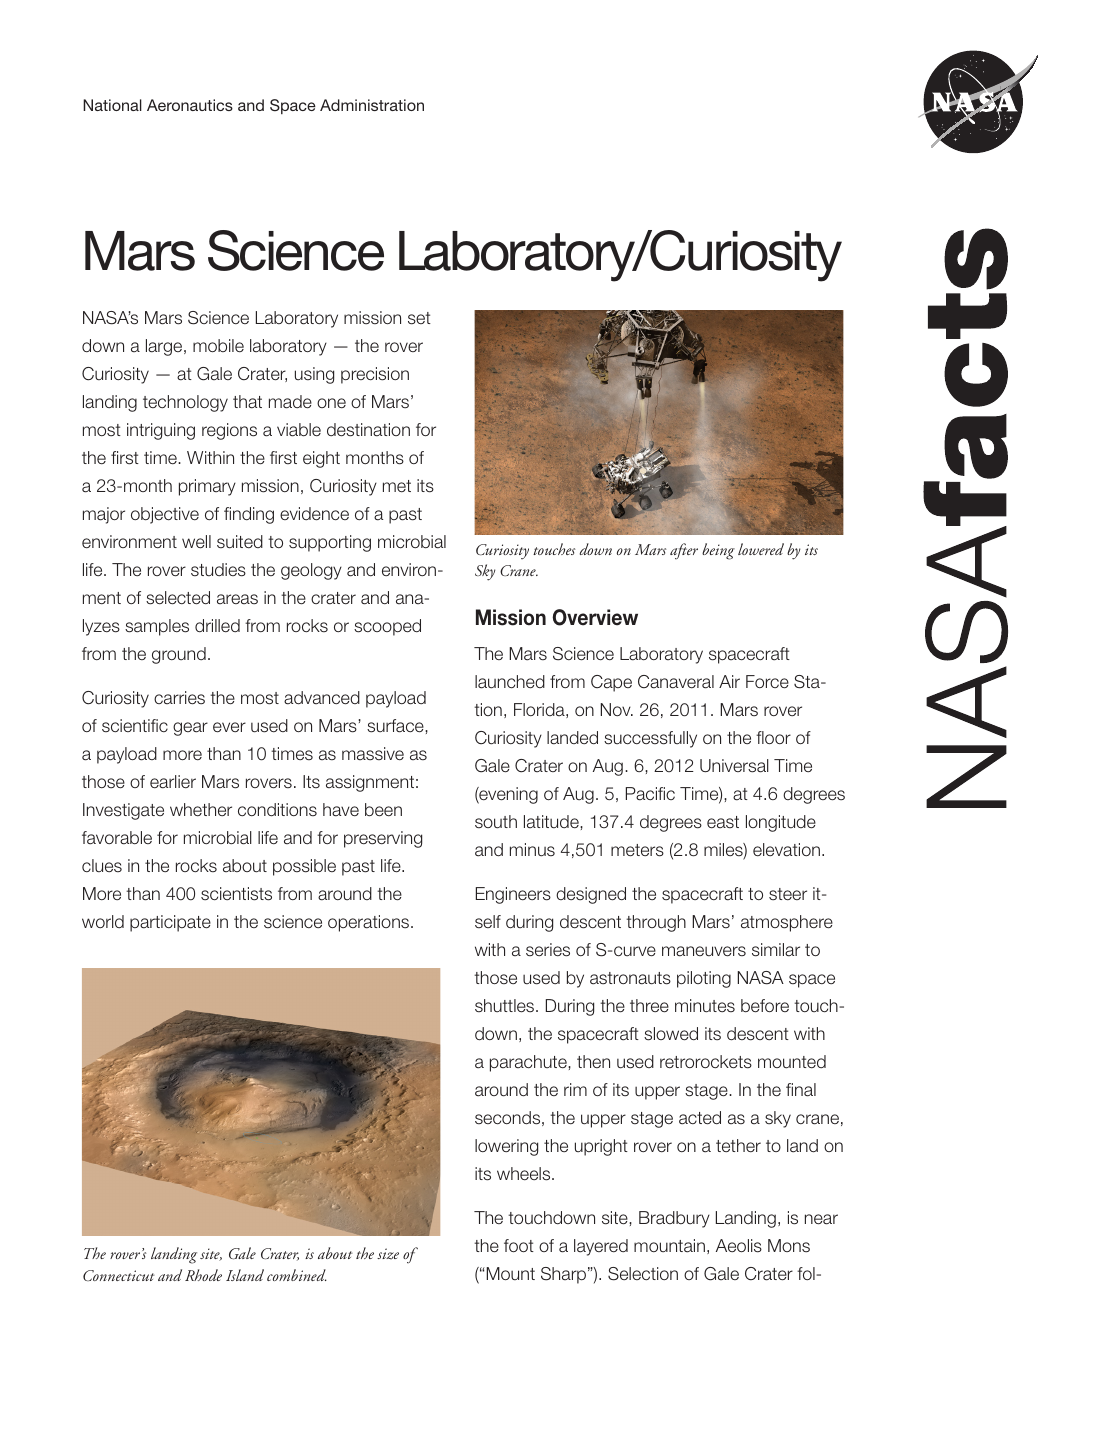 National Aeronautics and Space Administration
NASA
Mars Science Laboratory/Curiosity
NASA's Mars Science Laboratory mission set
down a large, mobile laboratory — the rover
Curiosity — at Gale Crater, using precision
landing technology that made one of Mars'
most intriguing regions a viable destination for
the first time. Within the first eight months of
a 23-month primary mission, Curiosity met its
major objective of finding evidence of a past
environment well suited to supporting microbial
life. The rover studies the geology and environ-
ment of selected areas in the crater and ana-
lyzes samples drilled from rocks or scooped
from the ground.
Curiosity carries the most advanced payload
of scientific gear ever used on Mars' surface,
a payload more than 10 times as massive as
those of earlier Mars rovers. Its assignment:
Investigate whether conditions have been
favorable for microbial life and for preserving
clues in the rocks about possible past life.
More than 400 scientists from around the
world participate in the science operations.
The rover's landing site, Gale Crater, is about the size of
Connecticut and Rhode Island combined.
Curiosity touches down on Mars after being lowered by its
Sky Crane.
Mission Overview
The Mars Science Laboratory spacecraft
launched from Cape Canaveral Air Force Sta-
tion, Florida, on Nov. 26, 2011. Mars rover
Curiosity landed successfully on the floor of
Gale Crater on Aug. 6, 2012 Universal Time
(evening of Aug. 5, Pacific Time), at 4.6 degrees
south latitude, 137.4 degrees east longitude
and minus 4,501 meters (2.8 miles) elevation.
Engineers designed the spacecraft to steer it-
self during descent through Mars' atmosphere
with a series of S-curve maneuvers similar to
those used by astronauts piloting NASA space
shuttles. During the three minutes before touch-
down, the spacecraft slowed its descent with
a parachute, then used retrorockets mounted
around the rim of its upper stage. In the final
seconds, the upper stage acted as a sky crane,
lowering the upright rover on a tether to land on
its wheels.
The touchdown site, Bradbury Landing, is near
the foot of a layered mountain, Aeolis Mons
("Mount Sharp"). Selection of Gale Crater fol-
NASAfacts